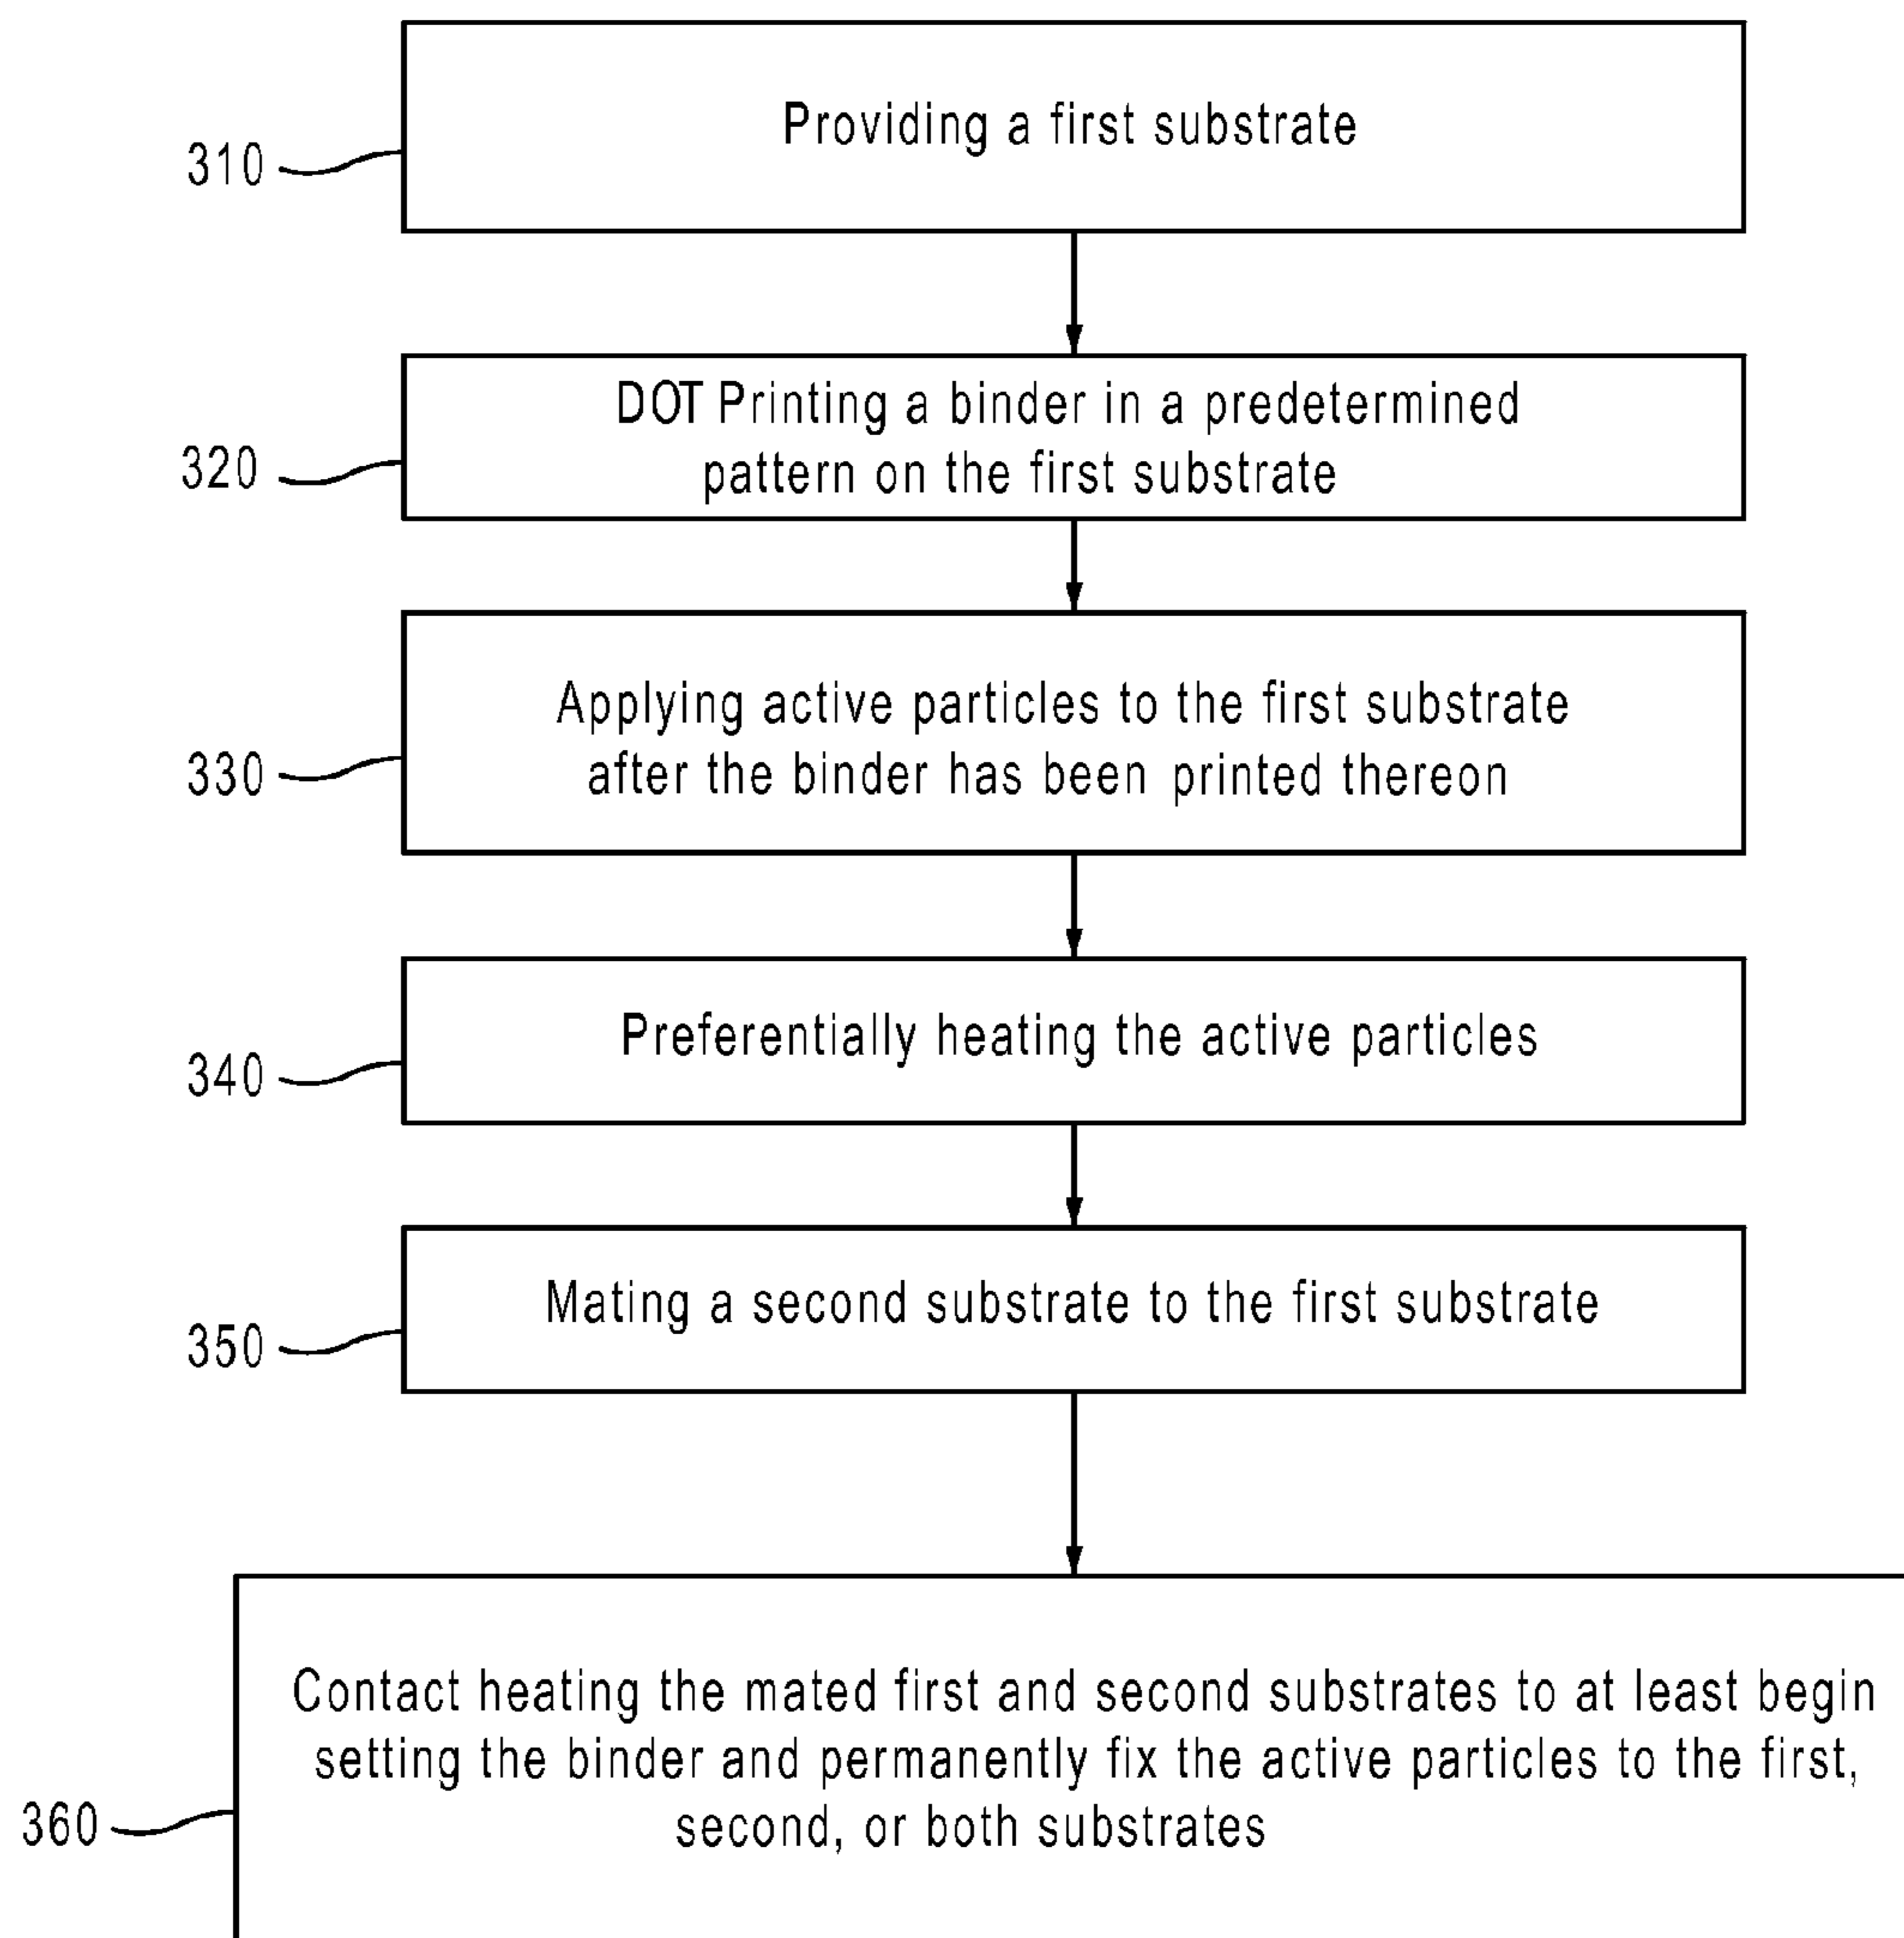 Providing a first substrate
310
DOT Printing a binder in a predetermined
pattern on the first substrate
320
Applying active particles to the first substrate
after the binder has been printed thereon
330
Preferentially heating the active particles
340
Mating a second substrate to the first substrate
350
Contact heating the mated first and second substrates to at least begin
setting the binder and permanently fix the active particles to the first,
second, or both substrates
360